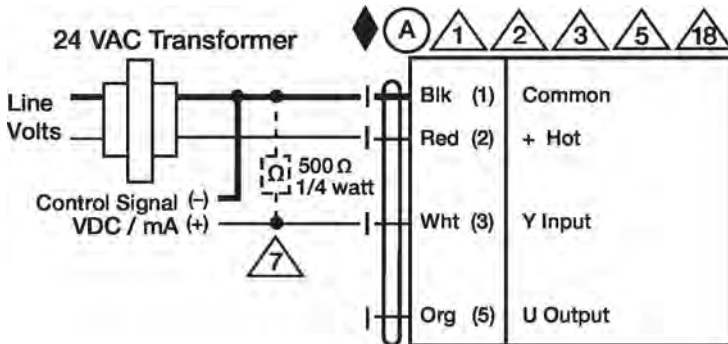 24 VAC Transformer
A 1 2 3 5 18
Line
Volts
Blk (1) Common
Red (2) + Hot
Ω 500 Ω
1/4 watt
Control Signal (–)
VDC / mA (+)
Wht (3) Y Input
7
Org (5) U Output